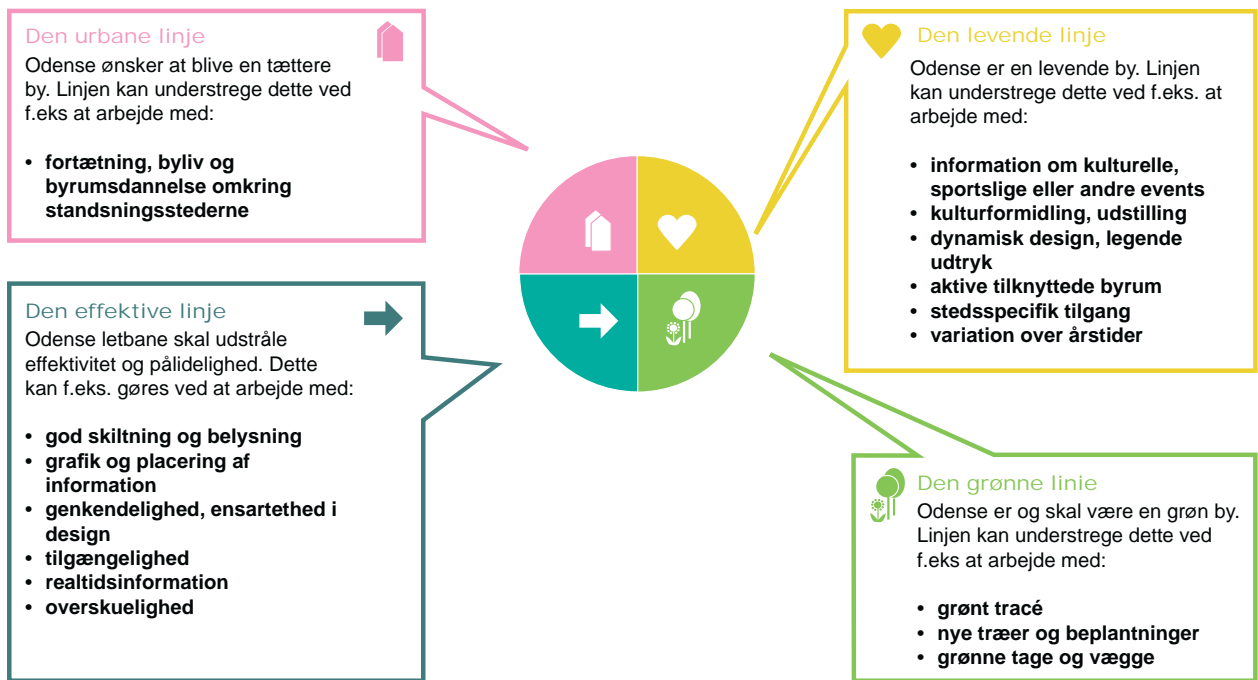 Den urbane linje
Odense ønsker at blive en tættere
by. Linjen kan understrege dette ved
f.eks at arbejde med:
• fortætning, byliv og
byrumsdannelse omkring
standsningsstederne
Den levende linje
Odense er en levende by. Linjen
kan understrege dette ved f.eks. at
arbejde med:
• information om kulturelle,
sportslige eller andre events
• kulturformidling, udstilling
• dynamisk design, legende
udtryk
• aktive tilknyttede byrum
• stedsspecifik tilgang
• variation over årstider
Den effektive linje
Odense letbane skal udstråle
effektivitet og pålidelighed. Dette
kan f.eks. gøres ved at arbejde med:
• god skiltning og belysning
• grafik og placering af
information
• genkendelighed, ensartethed i
design
• tilgængelighed
• realtidsinformation
• overskuelighed
Den grønne linie
Odense er og skal være en grøn by.
Linjen kan understrege dette ved
f.eks at arbejde med:
• grønt tracé
• nye træer og beplantninger
• grønne tage og vægge